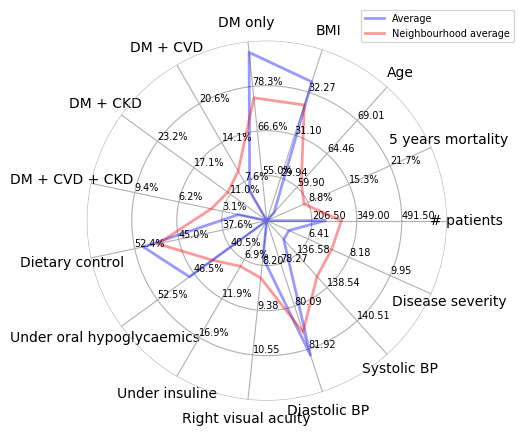 Average
Neighbourhood average
DM only
BMI
DM + CVD
Age
DM + CKD
5 years mortality
DM + CVD + CKD
# patients
Dietary control
Disease severity
Under oral hypoglycaemics
Systolic BP
Under insuline
Diastolic BP
Right visual acuity
78.3%
66.6%
55.0%
32.27
31.10
29.94
69.01
64.46
59.90
21.7%
15.3%
8.8%
206.50
349.00
491.50
6.41
8.18
9.95
136.58
138.54
140.51
78.27
80.09
81.92
8.20
9.38
10.55
6.9%
11.9%
16.9%
40.5%
46.5%
52.5%
37.6%
45.0%
52.4%
3.1%
6.2%
9.4%
11.0%
17.1%
23.2%
7.6%
14.1%
20.6%